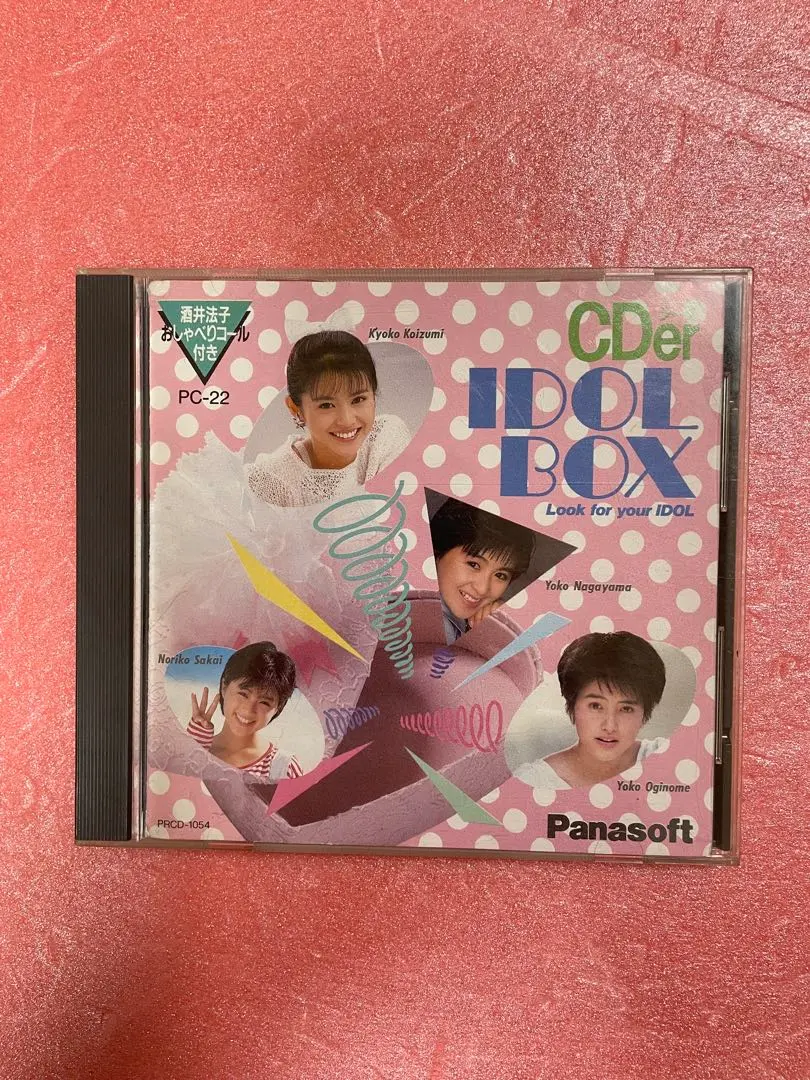 酒井法子
おしゃべりコール
付き
PC-22
Kyoko Koizumi
CDer
IDOL
BOX
Look for your IDOL
Yoko Nagayama
Noriko Sakai
Yoko Oginome
PRCD-1054
Panasoft